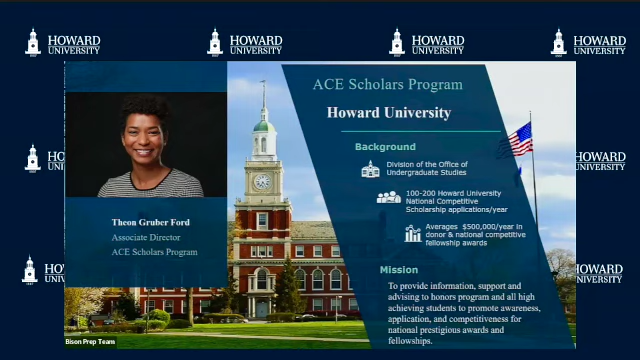 HOWARD
UNIVERSITY
HOWARD
UNIVERSITY
HOWARD
UNIVERSITY
HOWARD
UNIVERSITY
ACE Scholars Program
Howard University
Background
Division of the Office of
Undergraduate Studies
100-200 Howard University
National Competitive
Scholarship applications/year
Averages $500,000/year in
donor & national competitive
fellowship awards
Mission
To provide information, support and
advising to honors program and all high
achieving students to promote awareness,
application, and competitiveness for
national prestigious awards and
fellowships.
Theon Gruber Ford
Associate Director
ACE Scholars Program
HO
UNIV
HOWARD
UNIVERSITY
HO
UNIV
HOWARD
UNIVERSITY
Bison Prep Team